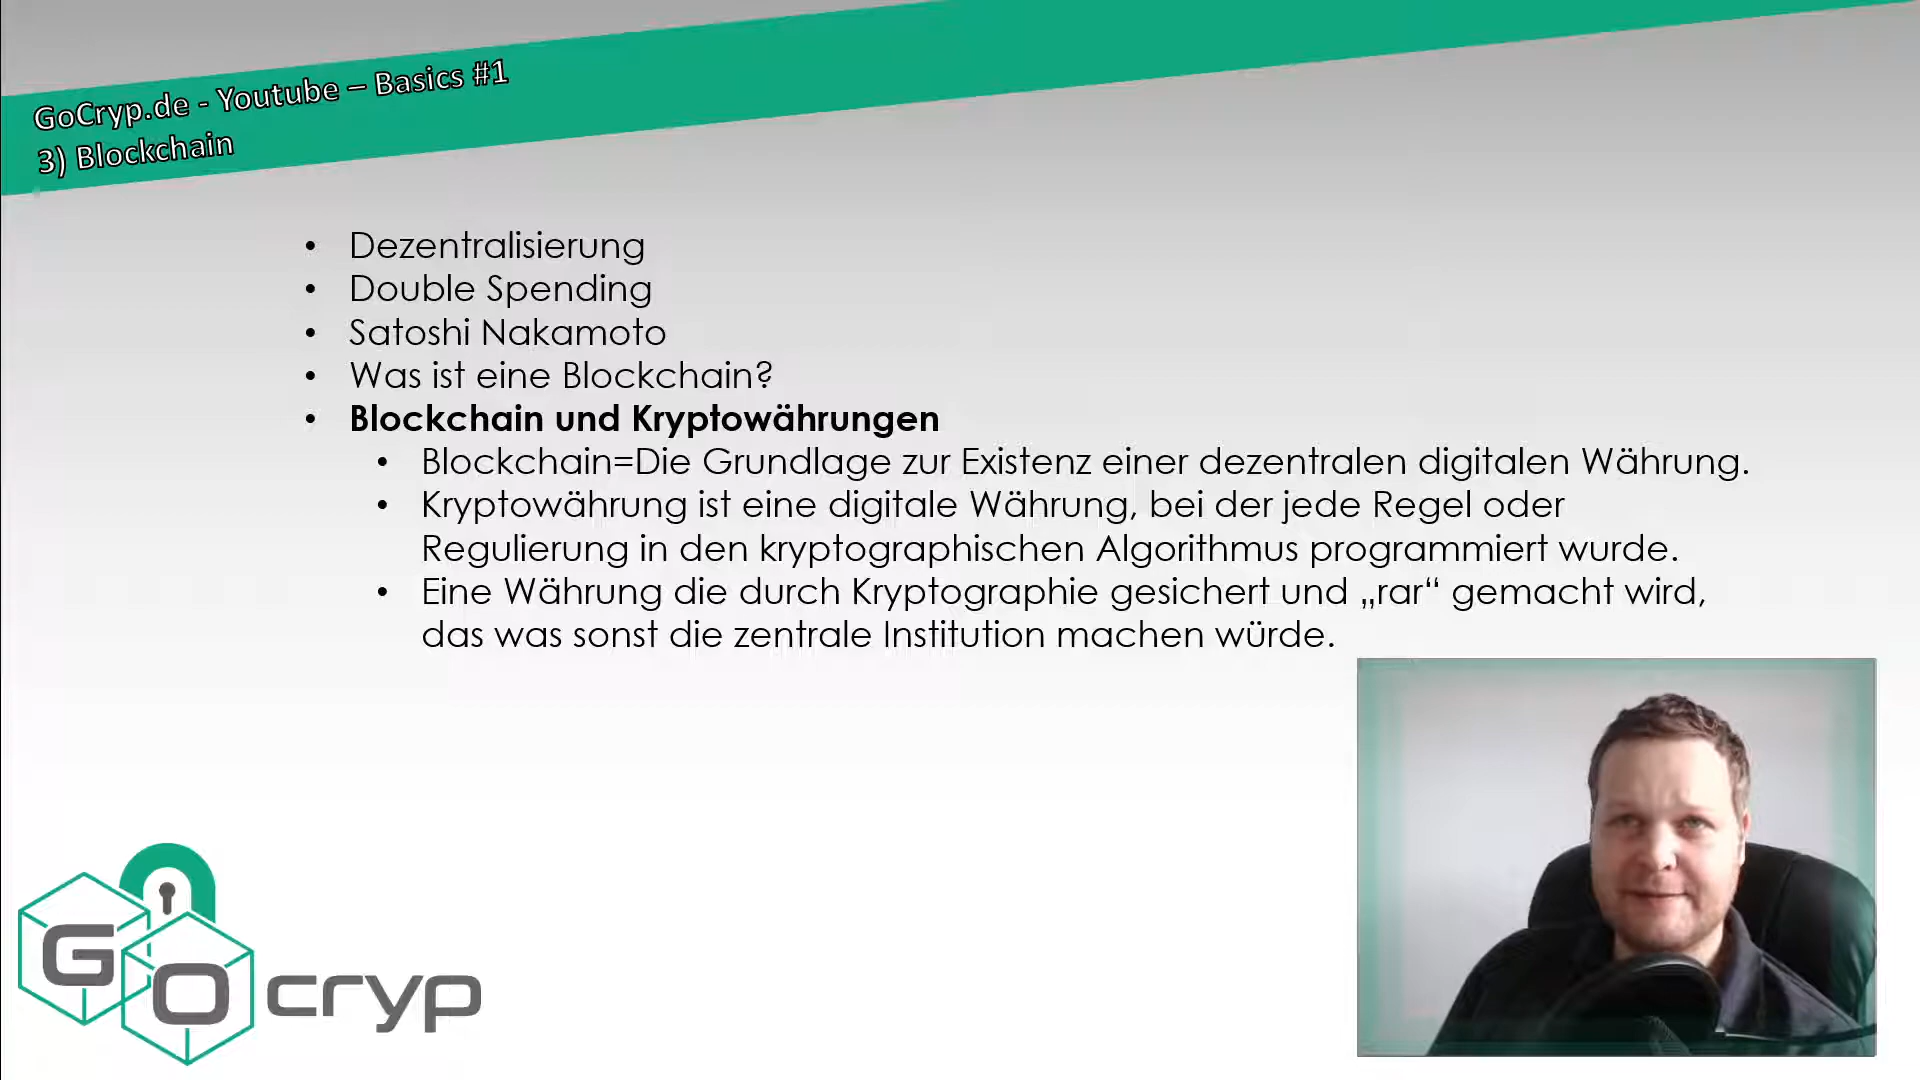 GoCryp.de - Youtube – Basics #1
3) Blockchain
• Dezentralisierung
• Double Spending
• Satoshi Nakamoto
• Was ist eine Blockchain?
• Blockchain und Kryptowährungen
• Blockchain=Die Grundlage zur Existenz einer dezentralen digitalen Währung.
• Kryptowährung ist eine digitale Währung, bei der jede Regel oder
Regulierung in den kryptographischen Algorithmus programmiert wurde.
• Eine Währung die durch Kryptographie gesichert und „rar“ gemacht wird,
das was sonst die zentrale Institution machen würde.
GO cryp